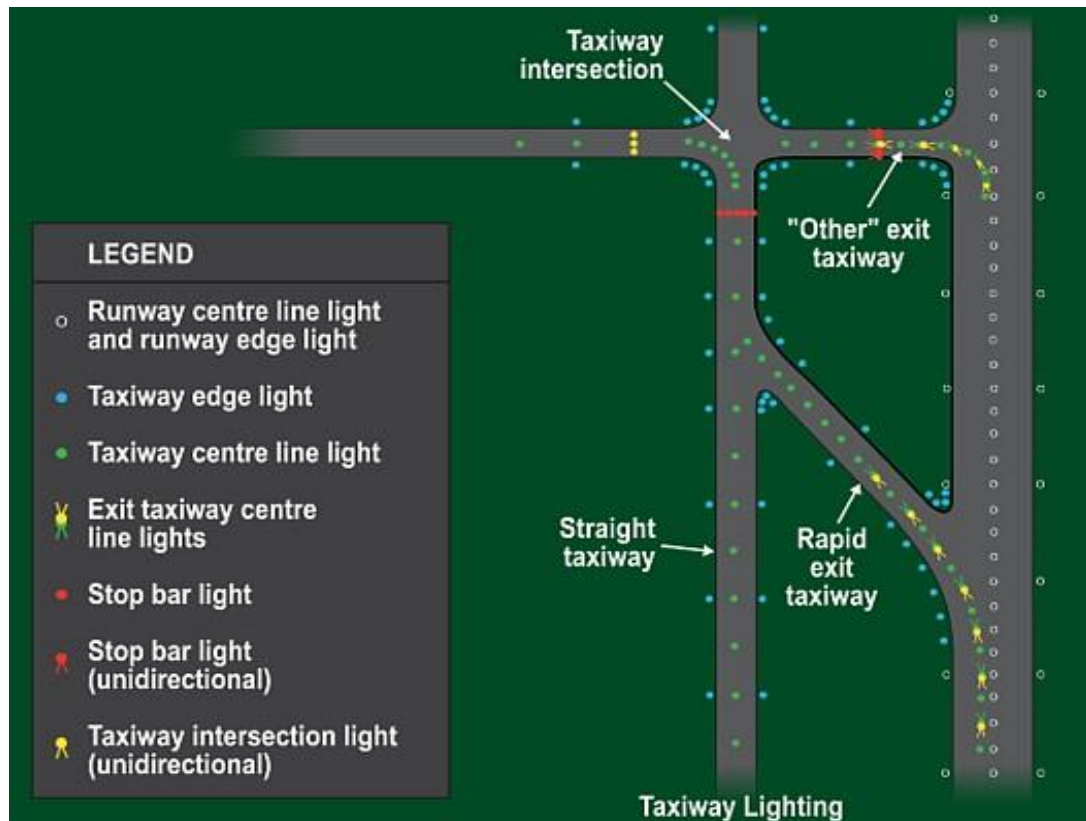 Taxiway
intersection
"Other" exit
taxiway
LEGEND
Runway centre line light
and runway edge light
Taxiway edge light
Taxiway centre line light
Exit taxiway centre
line lights
Stop bar light
Stop bar light
(unidirectional)
Taxiway intersection light
(unidirectional)
Straight
taxiway
Rapid
exit
taxiway
Taxiway Lighting